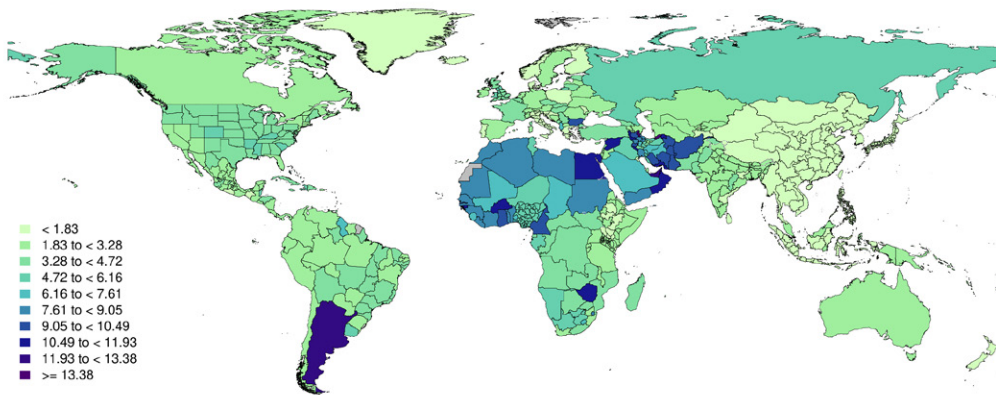 < 1.83
1.83 to < 3.28
3.28 to < 4.72
4.72 to < 6.16
6.16 to < 7.61
7.61 to < 9.05
9.05 to < 10.49
10.49 to < 11.93
11.93 to < 13.38
>= 13.38